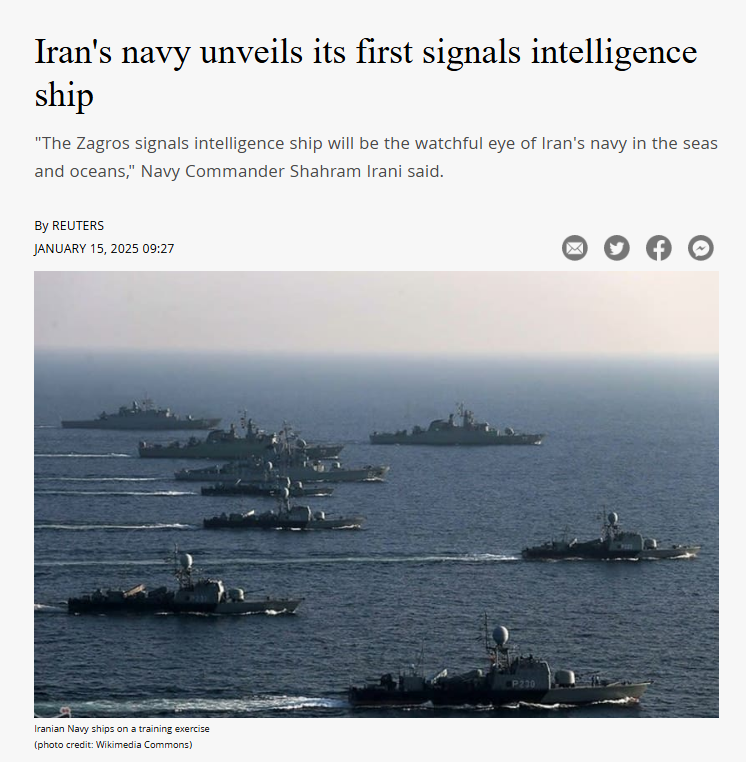 Iran's navy unveils its first signals intelligence
ship
"The Zagros signals intelligence ship will be the watchful eye of Iran's navy in the seas
and oceans," Navy Commander Shahram Irani said.
By REUTERS
JANUARY 15, 2025 09:27
P230
Iranian Navy ships on a training exercise
(photo credit: Wikimedia Commons)